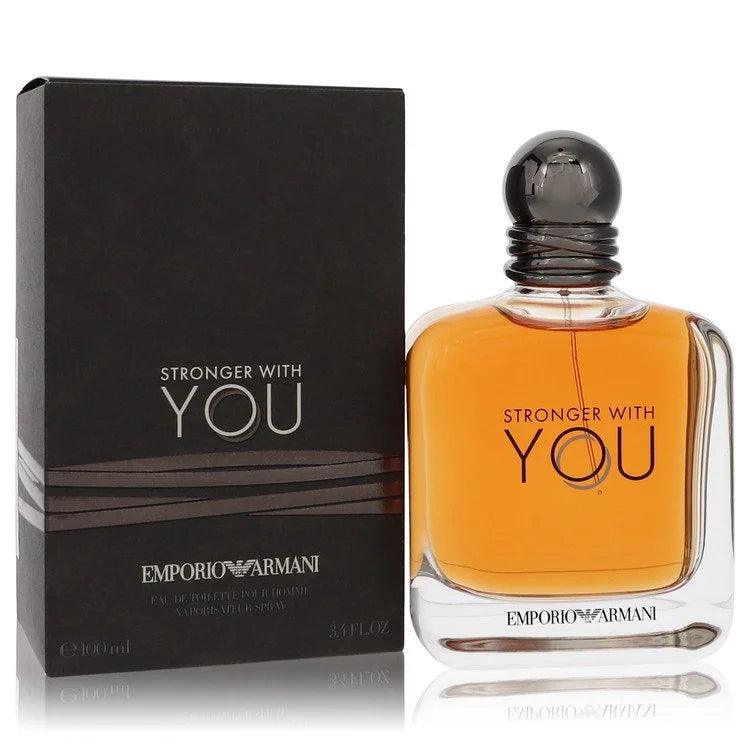 STRONGER WITH
YOU
EMPORIO ARMANI
EAU DE TOILETTE POUR HOMME
VAPORISATEUR SPRAY
e100 ml
3.4 FL.OZ
STRONGER WITH
YOU
EMPORIO ARMANI